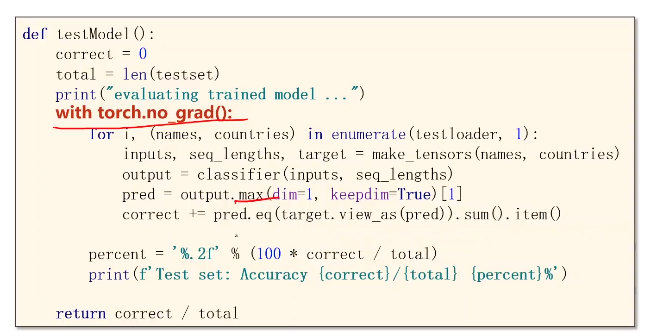 def testModel():
correct = 0
total = len(testset)
print("evaluating trained model ...")
with torch.no_grad():
for i, (names, countries) in enumerate(testloader, 1):
inputs, seq_lengths, target = make_tensors(names, countries)
output = classifier(inputs, seq_lengths)
pred = output.max(dim=1, keepdim=True)[1]
correct += pred.eq(target.view_as(pred)).sum().item()
percent = '%.2f' % (100 * correct / total)
print(f'Test set: Accuracy {correct}/{total} {percent}%')
return correct / total